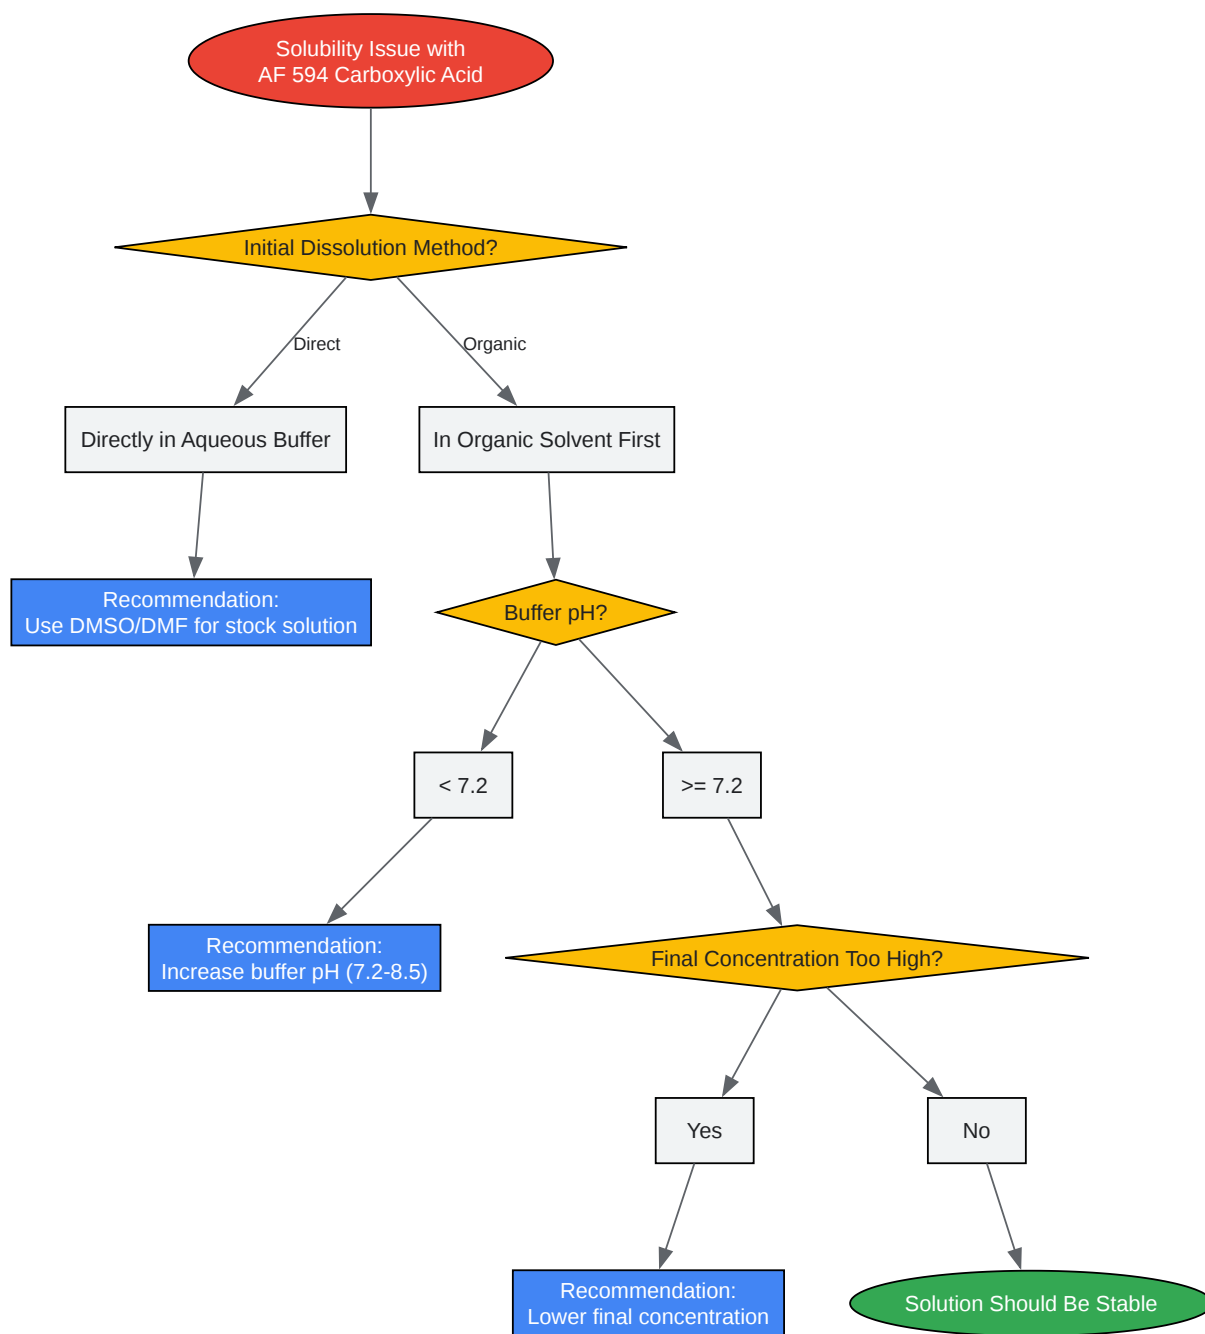 Solubility Issue with
AF 594 Carboxylic Acid
Initial Dissolution Method?
Direct
Organic
Directly in Aqueous Buffer
In Organic Solvent First
Recommendation:
Use DMSO/DMF for stock solution
Buffer pH?
< 7.2
>= 7.2
Recommendation:
Increase buffer pH (7.2-8.5)
Final Concentration Too High?
Yes
No
Recommendation:
Lower final concentration
Solution Should Be Stable